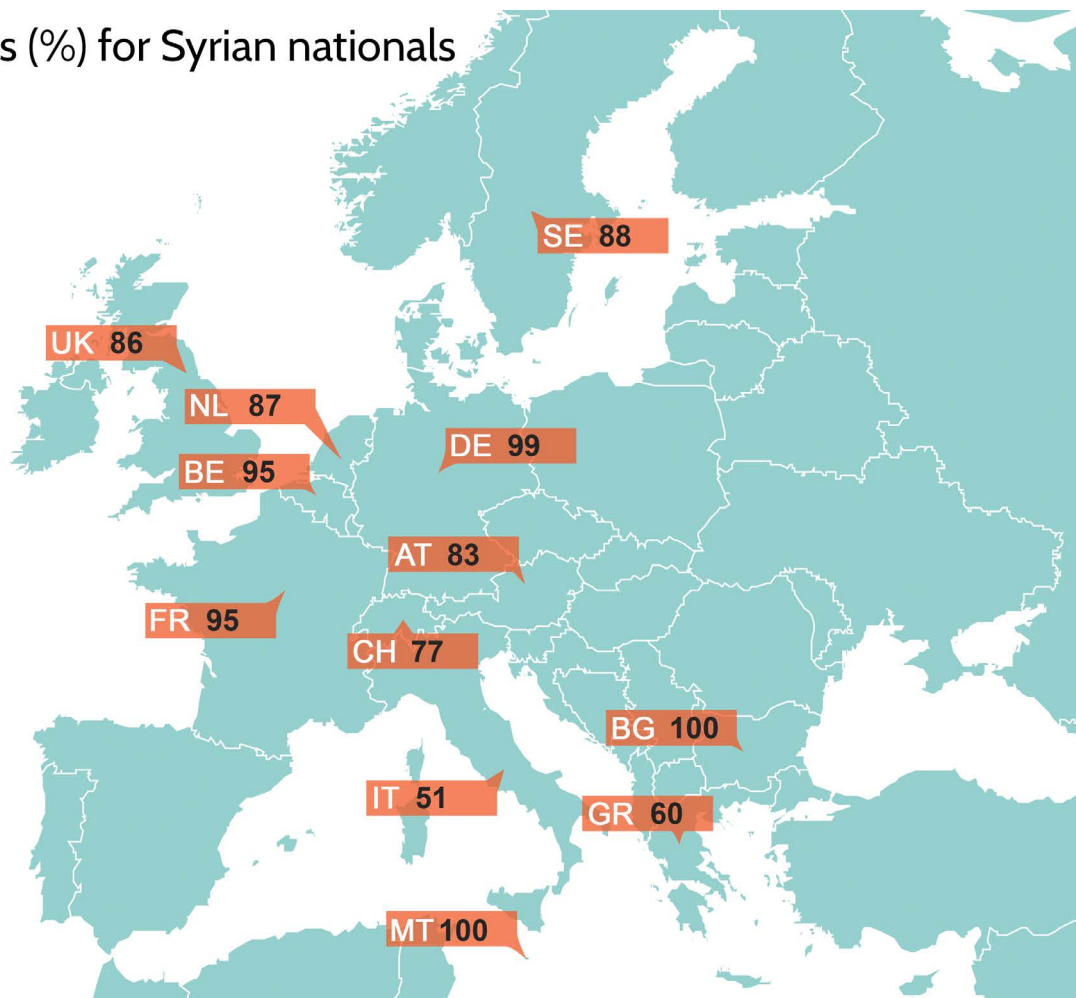 s (%) for Syrian nationals
SE 88
UK 86
NL 87
DE 99
BE 95
AT 83
FR 95
CH 77
BG 100
IT 51
GR 60
MT 100